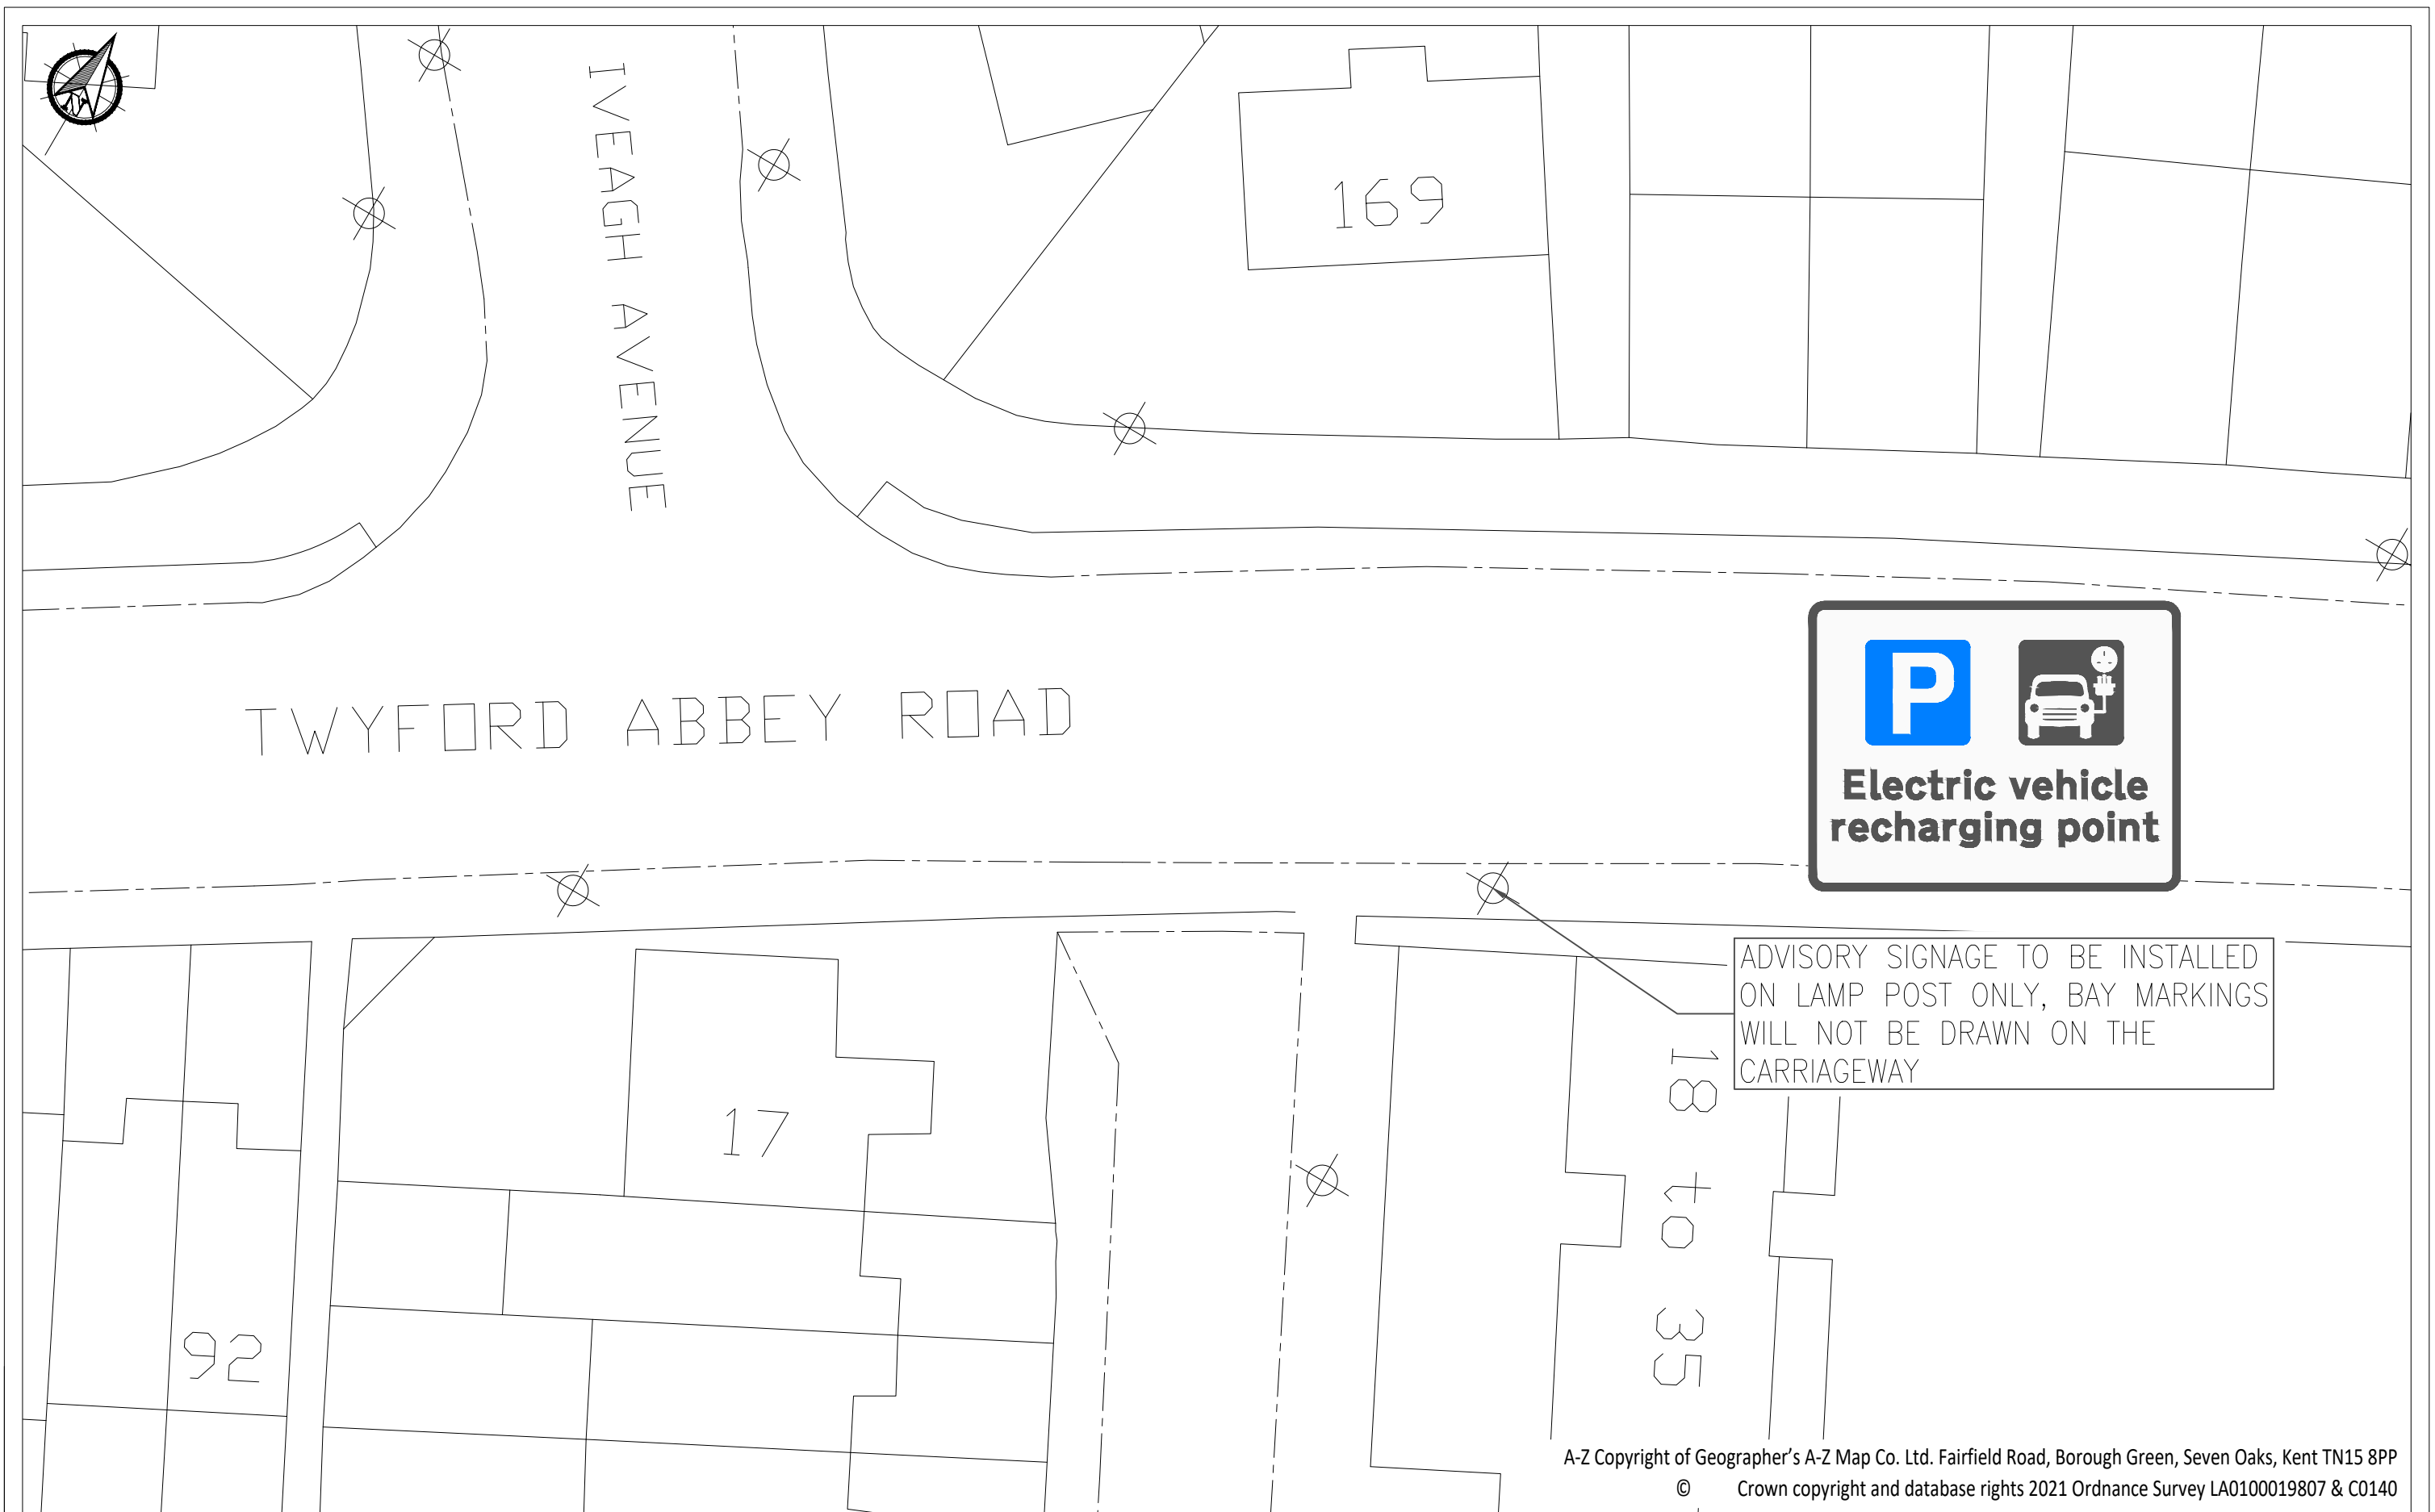 N
IVEAGH AVENUE
169
TWYFORD ABBEY ROAD
P
Electric vehicle
recharging point
ADVISORY SIGNAGE TO BE INSTALLED
ON LAMP POST ONLY, BAY MARKINGS
WILL NOT BE DRAWN ON THE
CARRIAGEWAY
17
18 to 35
92
A-Z Copyright of Geographer's A-Z Map Co. Ltd. Fairfield Road, Borough Green, Seven Oaks, Kent TN15 8PP
© Crown copyright and database rights 2021 Ordnance Survey LA0100019807 & C0140